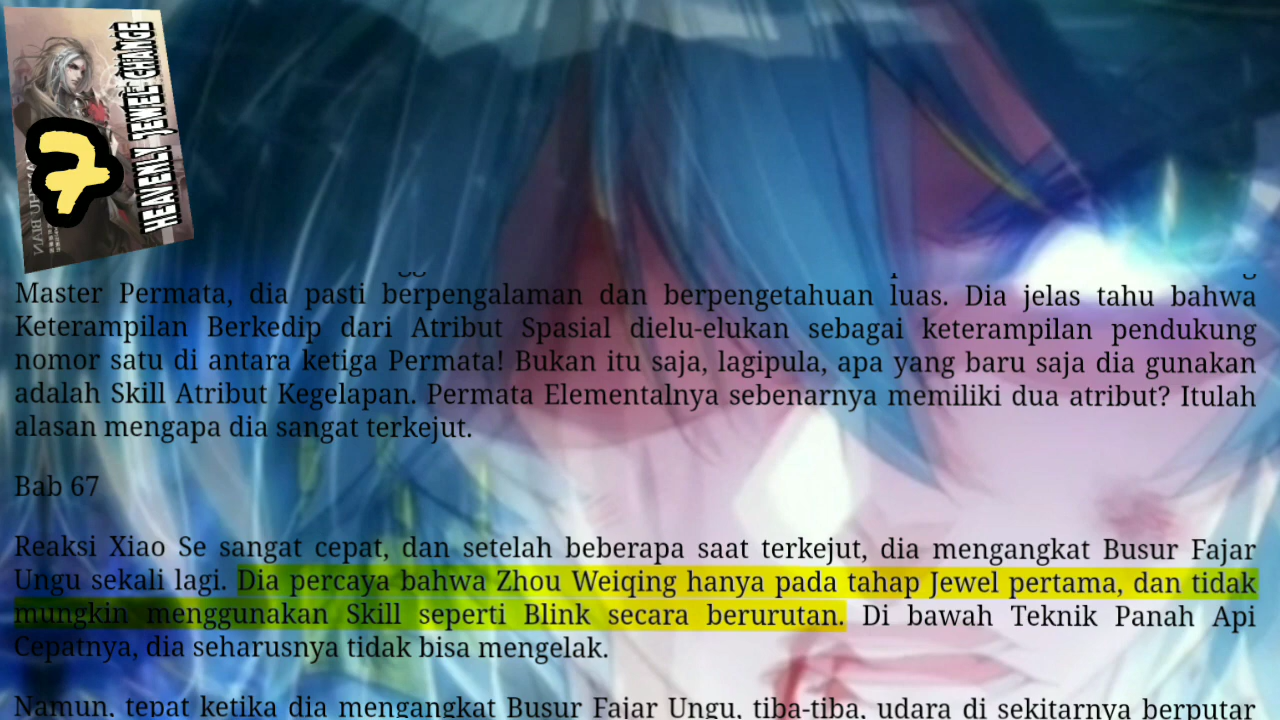 HEAVENLY JEWEL CHANGE
7
Master Permata, dia pasti berpengalaman dan berpengetahuan luas. Dia jelas tahu bahwa
Keterampilan Berkedip dari Atribut Spasial dielu-elukan sebagai keterampilan pendukung
nomor satu di antara ketiga Permata! Bukan itu saja, lagipula, apa yang baru saja dia gunakan
adalah Skill Atribut Kegelapan. Permata Elementalnya sebenarnya memiliki dua atribut? Itulah
alasan mengapa dia sangat terkejut.
Bab 67
Reaksi Xiao Se sangat cepat, dan setelah beberapa saat terkejut, dia mengangkat Busur Fajar
Ungu sekali lagi. Dia percaya bahwa Zhou Weiqing hanya pada tahap Jewel pertama, dan tidak
mungkin menggunakan Skill seperti Blink secara berurutan. Di bawah Teknik Panah Api
Cepatnya, dia seharusnya tidak bisa mengelak.
Namun, tepat ketika dia mengangkat Busur Fajar Ungu, tiba-tiba, udara di sekitarnya berputar